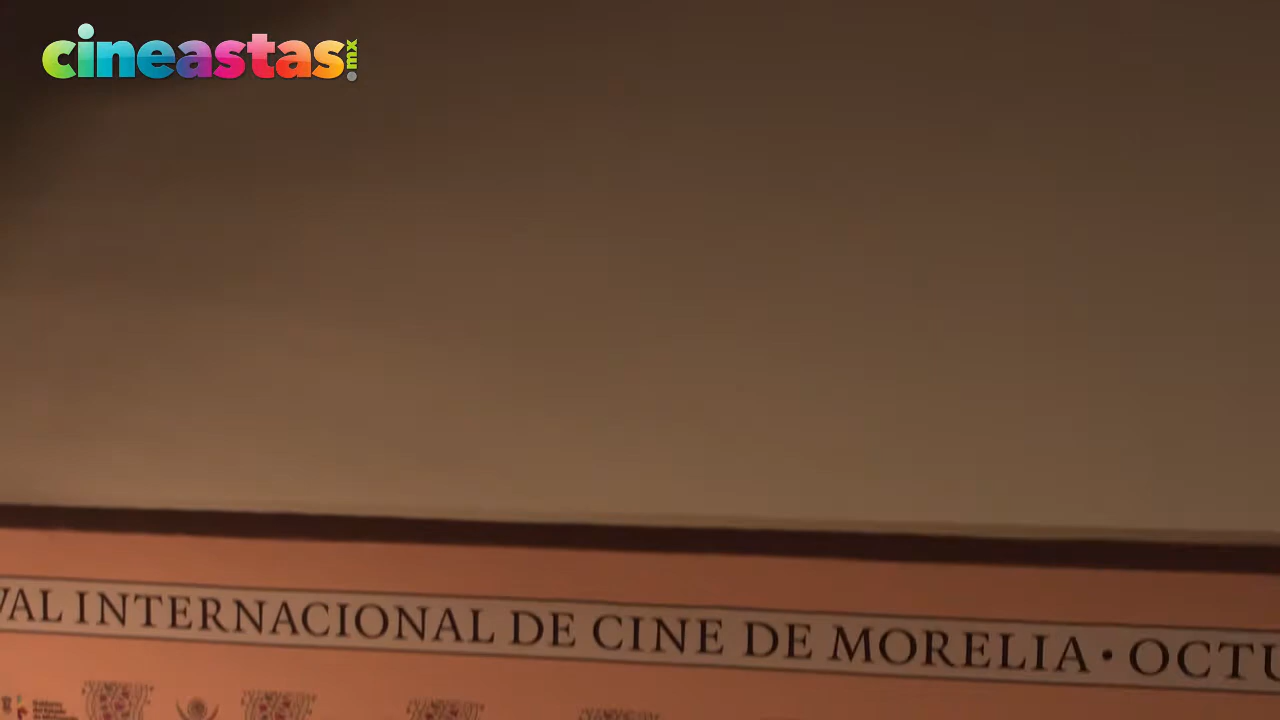 cineastas.mx
VAL INTERNACIONAL DE CINE DE MORELIA • OCTU